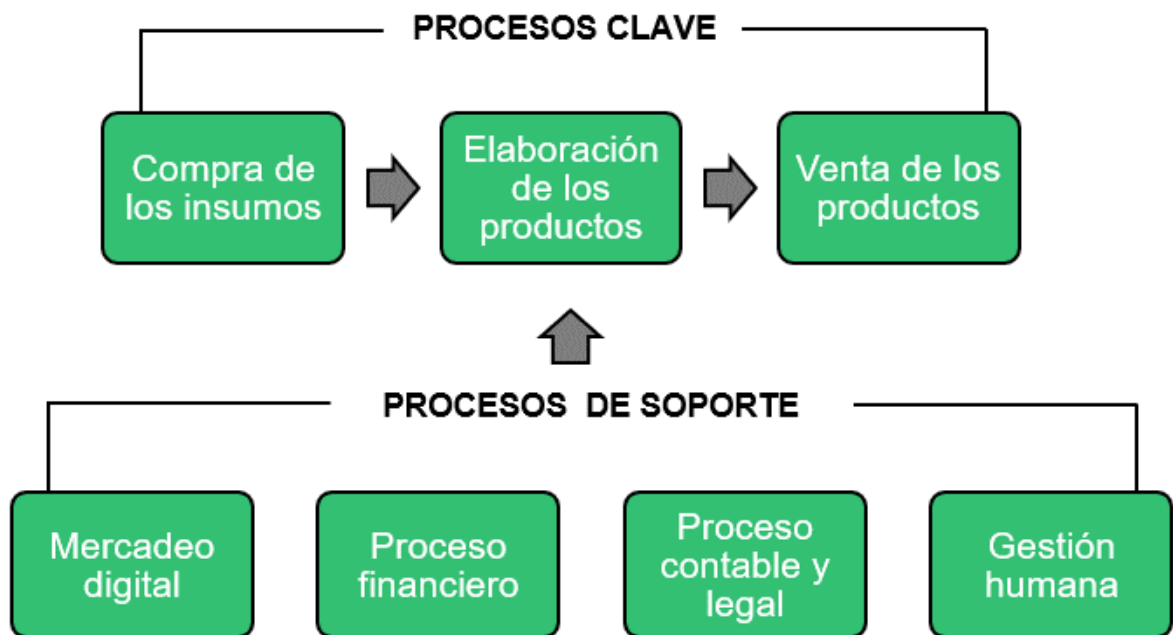 PROCESOS CLAVE
Compra de
los insumos
Elaboración
de los
productos
Venta de los
productos
PROCESOS DE SOPORTE
Mercadeo
digital
Proceso
financiero
Proceso
contable y
legal
Gestión
humana